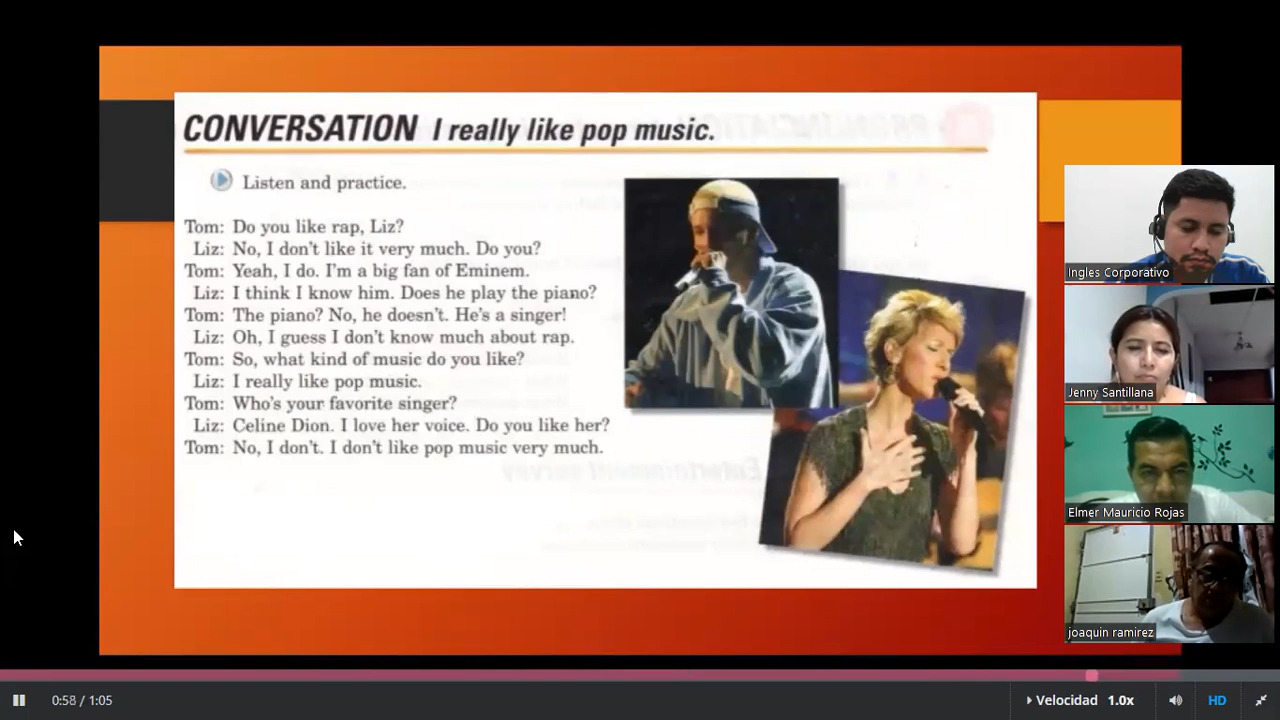 CONVERSATION I really like pop music.
Listen and practice.
Tom: Do you like rap, Liz?
Liz: No, I don't like it very much. Do you?
Tom: Yeah, I do. I'm a big fan of Eminem.
Liz: I think I know him. Does he play the piano?
Tom: The piano? No, he doesn't. He's a singer!
Liz: Oh, I guess I don't know much about rap.
Tom: So, what kind of music do you like?
Liz: I really like pop music.
Tom: Who's your favorite singer?
Liz: Celine Dion. I love her voice. Do you like her?
Tom: No, I don't. I don't like pop music very much.
Ingles Corporativo
Jenny Santillana
Elmer Mauricio Rojas
joaquin ramirez
0:58 / 1:05
Velocidad 1.0x
HD